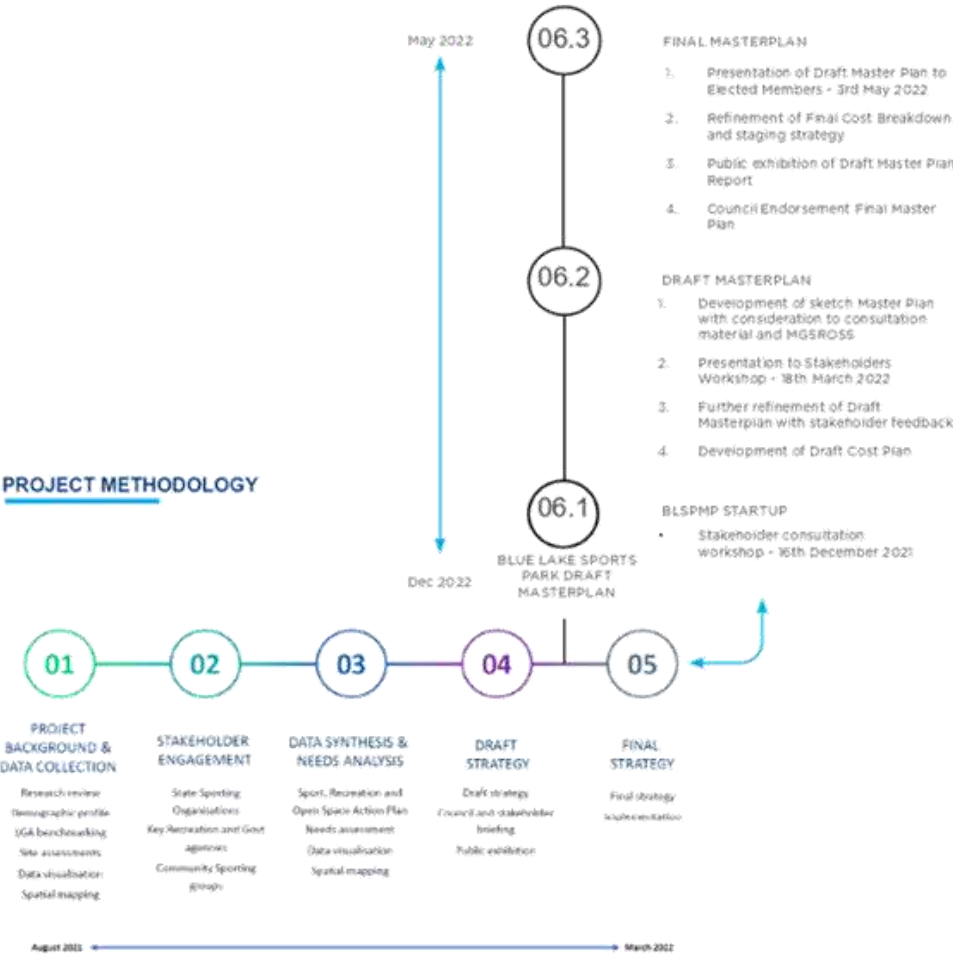 May 2022
06.3
FINAL MASTERPLAN
1. Presentation of Draft Master Plan to
Elected Members - 3rd May 2022
2. Refinement of Final Cost Breakdown
and staging strategy
3. Public exhibition of Draft Master Plan
Report
4. Council Endorsement Final Master
Plan
06.2
DRAFT MASTERPLAN
1. Development of sketch Master Plan
with consideration to consultation
material and MGSROSS
2. Presentation to Stakeholders
Workshop - 18th March 2022
3. Further refinement of Draft
Masterplan with stakeholder feedback
4. Development of Draft Cost Plan
PROJECT METHODOLOGY
06.1
BLSPMP STARTUP
• Stakeholder consultation
workshop - 16th December 2021
BLUE LAKE SPORTS
PARK DRAFT
MASTERPLAN
Dec 2022
01
02
03
04
05
PROJECT
BACKGROUND &
DATA COLLECTION
Research review
Demographic profile
LGA benchmarking
Site assessments
Data visualisation
Spatial mapping
STAKEHOLDER
ENGAGEMENT
State Sporting
Organisations
Key Recreation and Govt
agencies
Community Sporting
groups
DATA SYNTHESIS &
NEEDS ANALYSIS
Sport, Recreation and
Open Space Action Plan
Needs assessment
Data visualisation
Spatial mapping
DRAFT
STRATEGY
Draft strategy
Council and stakeholder
briefing
Public exhibition
FINAL
STRATEGY
Final strategy
Implementation
August 2021
March 2022